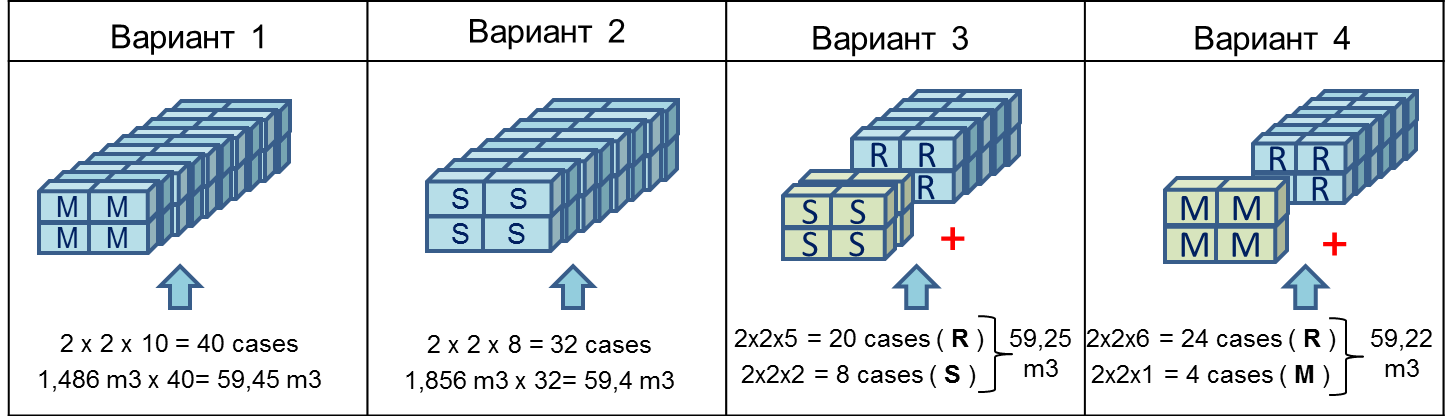 Вариант 1
M M
M M
2 x 2 x 10 = 40 cases
1,486 m3 x 40= 59,45 m3
Вариант 2
S S
S S
2 x 2 x 8 = 32 cases
1,856 m3 x 32= 59,4 m3
Вариант 3
R R
R
S S
S S
+
2x2x5 = 20 cases ( R )
2x2x2 = 8 cases ( S )
59,25
m3
Вариант 4
R R
R
M M
M M
+
2x2x6 = 24 cases ( R )
2x2x1 = 4 cases ( M )
59,22
m3